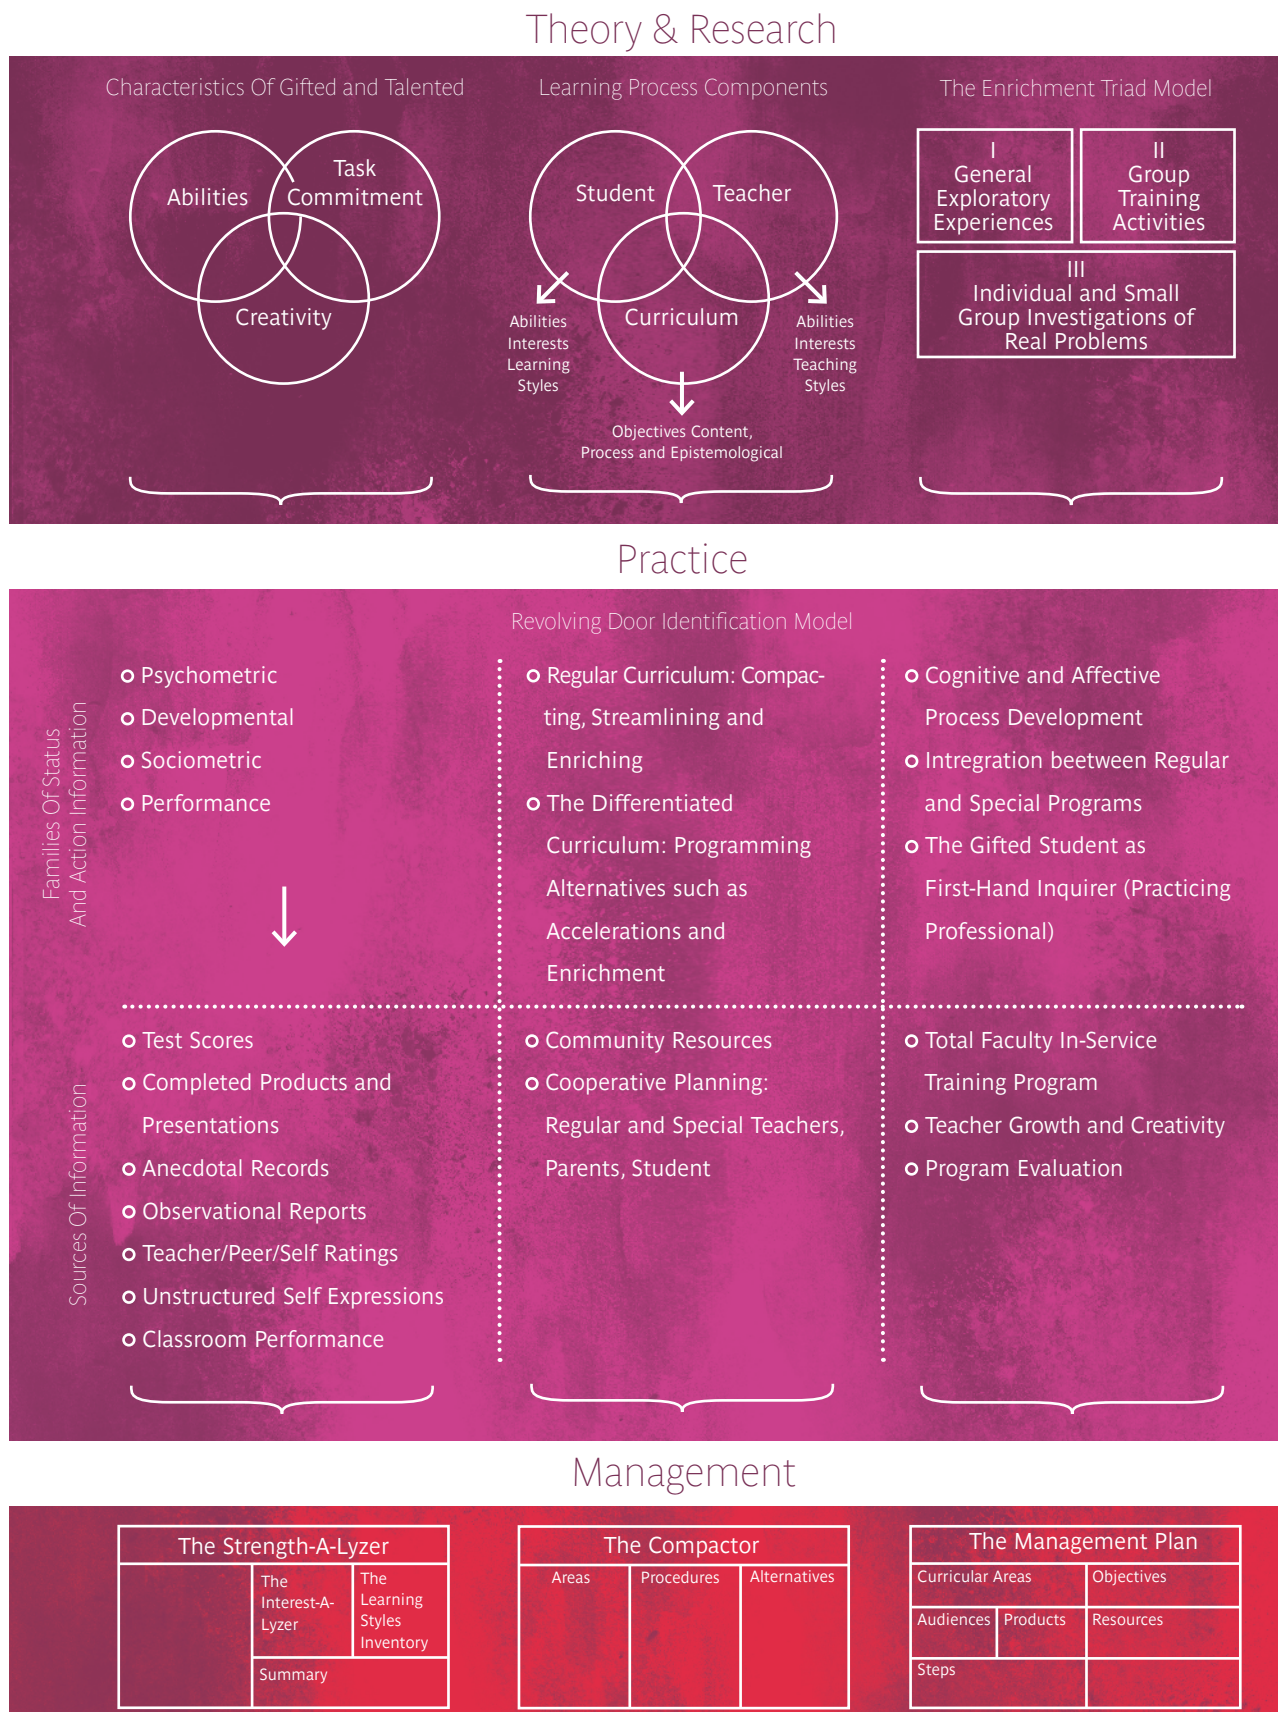 Theory & Research
Characteristics Of Gifted and Talented
Abilities
Task
Commitment
Creativity
Learning Process Components
Student
Teacher
Curriculum
Abilities
Interests
Learning
Styles
Abilities
Interests
Teaching
Styles
Objectives Content,
Process and Epistemological
The Enrichment Triad Model
I
General
Exploratory
Experiences
II
Group
Training
Activities
III
Individual and Small
Group Investigations of
Real Problems
Practice
Revolving Door Identification Model
Families Of Status
And Action Information
Psychometric
Developmental
Sociometric
Performance
Regular Curriculum: Compac-
ting, Streamlining and
Enriching
The Differentiated
Curriculum: Programming
Alternatives such as
Accelerations and
Enrichment
Cognitive and Affective
Process Development
Intregration beetween Regular
and Special Programs
The Gifted Student as
First-Hand Inquirer (Practicing
Professional)
Sources Of Information
Test Scores
Completed Products and
Presentations
Anecdotal Records
Observational Reports
Teacher/Peer/Self Ratings
Unstructured Self Expressions
Classroom Performance
Community Resources
Cooperative Planning:
Regular and Special Teachers,
Parents, Student
Total Faculty In-Service
Training Program
Teacher Growth and Creativity
Program Evaluation
Management
The Strength-A-Lyzer
The
Interest-A-
Lyzer
The
Learning
Styles
Inventory
Summary
The Compactor
Areas
Procedures
Alternatives
The Management Plan
Curricular Areas
Objectives
Audiences
Products
Resources
Steps